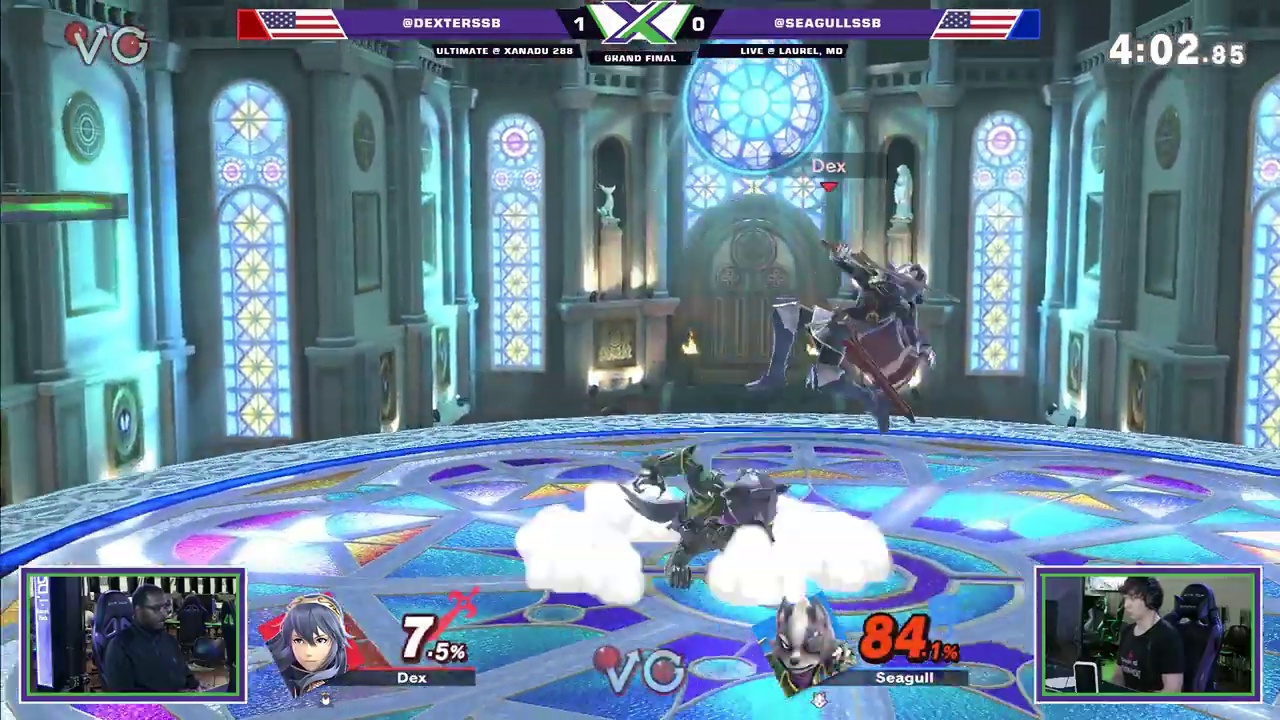 @DEXTERSSB
1
0
@SEAGULLSSB
ULTIMATE @ XANADU 288
GRAND FINAL
LIVE @ LAUREL, MD
VG
4:02.85
Dex
7.5%
Dex
VG
84.1%
Seagull